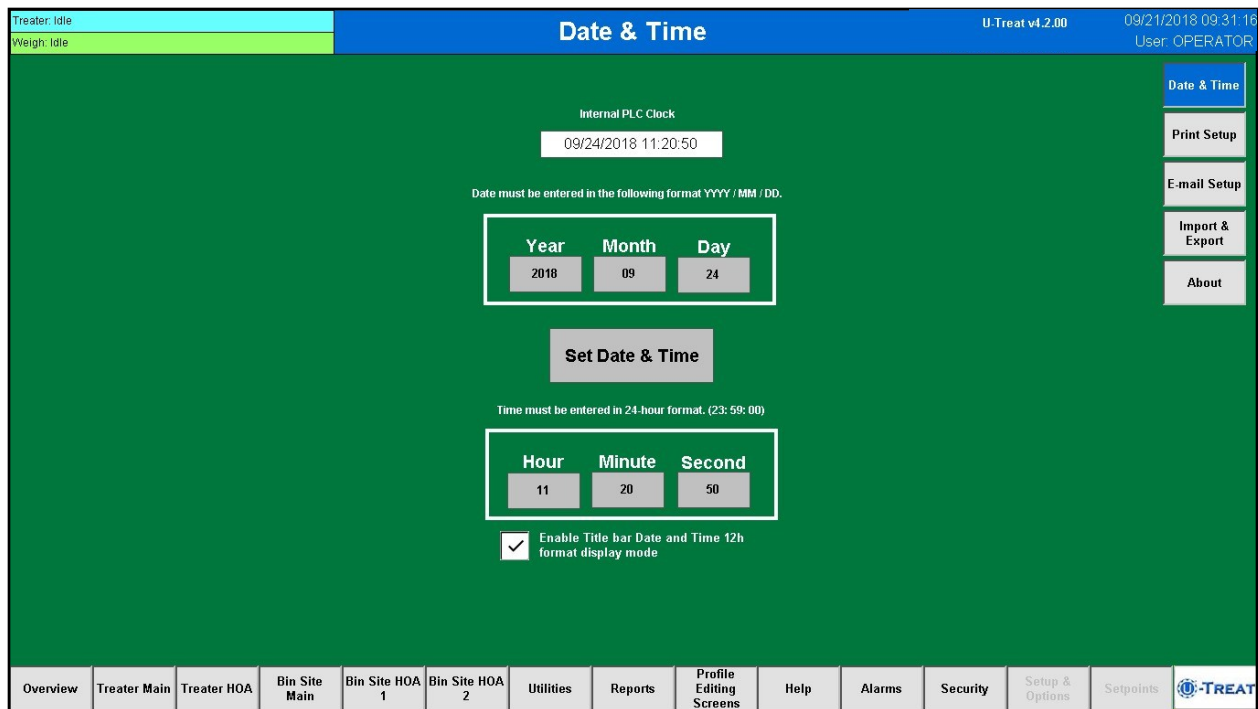 Treater: Idle
Weigh: Idle
Date & Time
U-Treat v4.2.00
09/21/2018 09:31:16
User: OPERATOR
Internal PLC Clock
09/24/2018 11:20:50
Date must be entered in the following format YYYY / MM / DD.
Year Month Day
2018 09 24
Set Date & Time
Time must be entered in 24-hour format. (23: 59: 00)
Hour Minute Second
11 20 50
Enable Title bar Date and Time 12h
format display mode
Date & Time
Print Setup
E-mail Setup
Import &
Export
About
Overview
Treater Main
Treater HOA
Bin Site
Main
Bin Site HOA
1
Bin Site HOA
2
Utilities
Reports
Profile
Editing
Screens
Help
Alarms
Security
Setup &
Options
Setpoints
U-TREAT